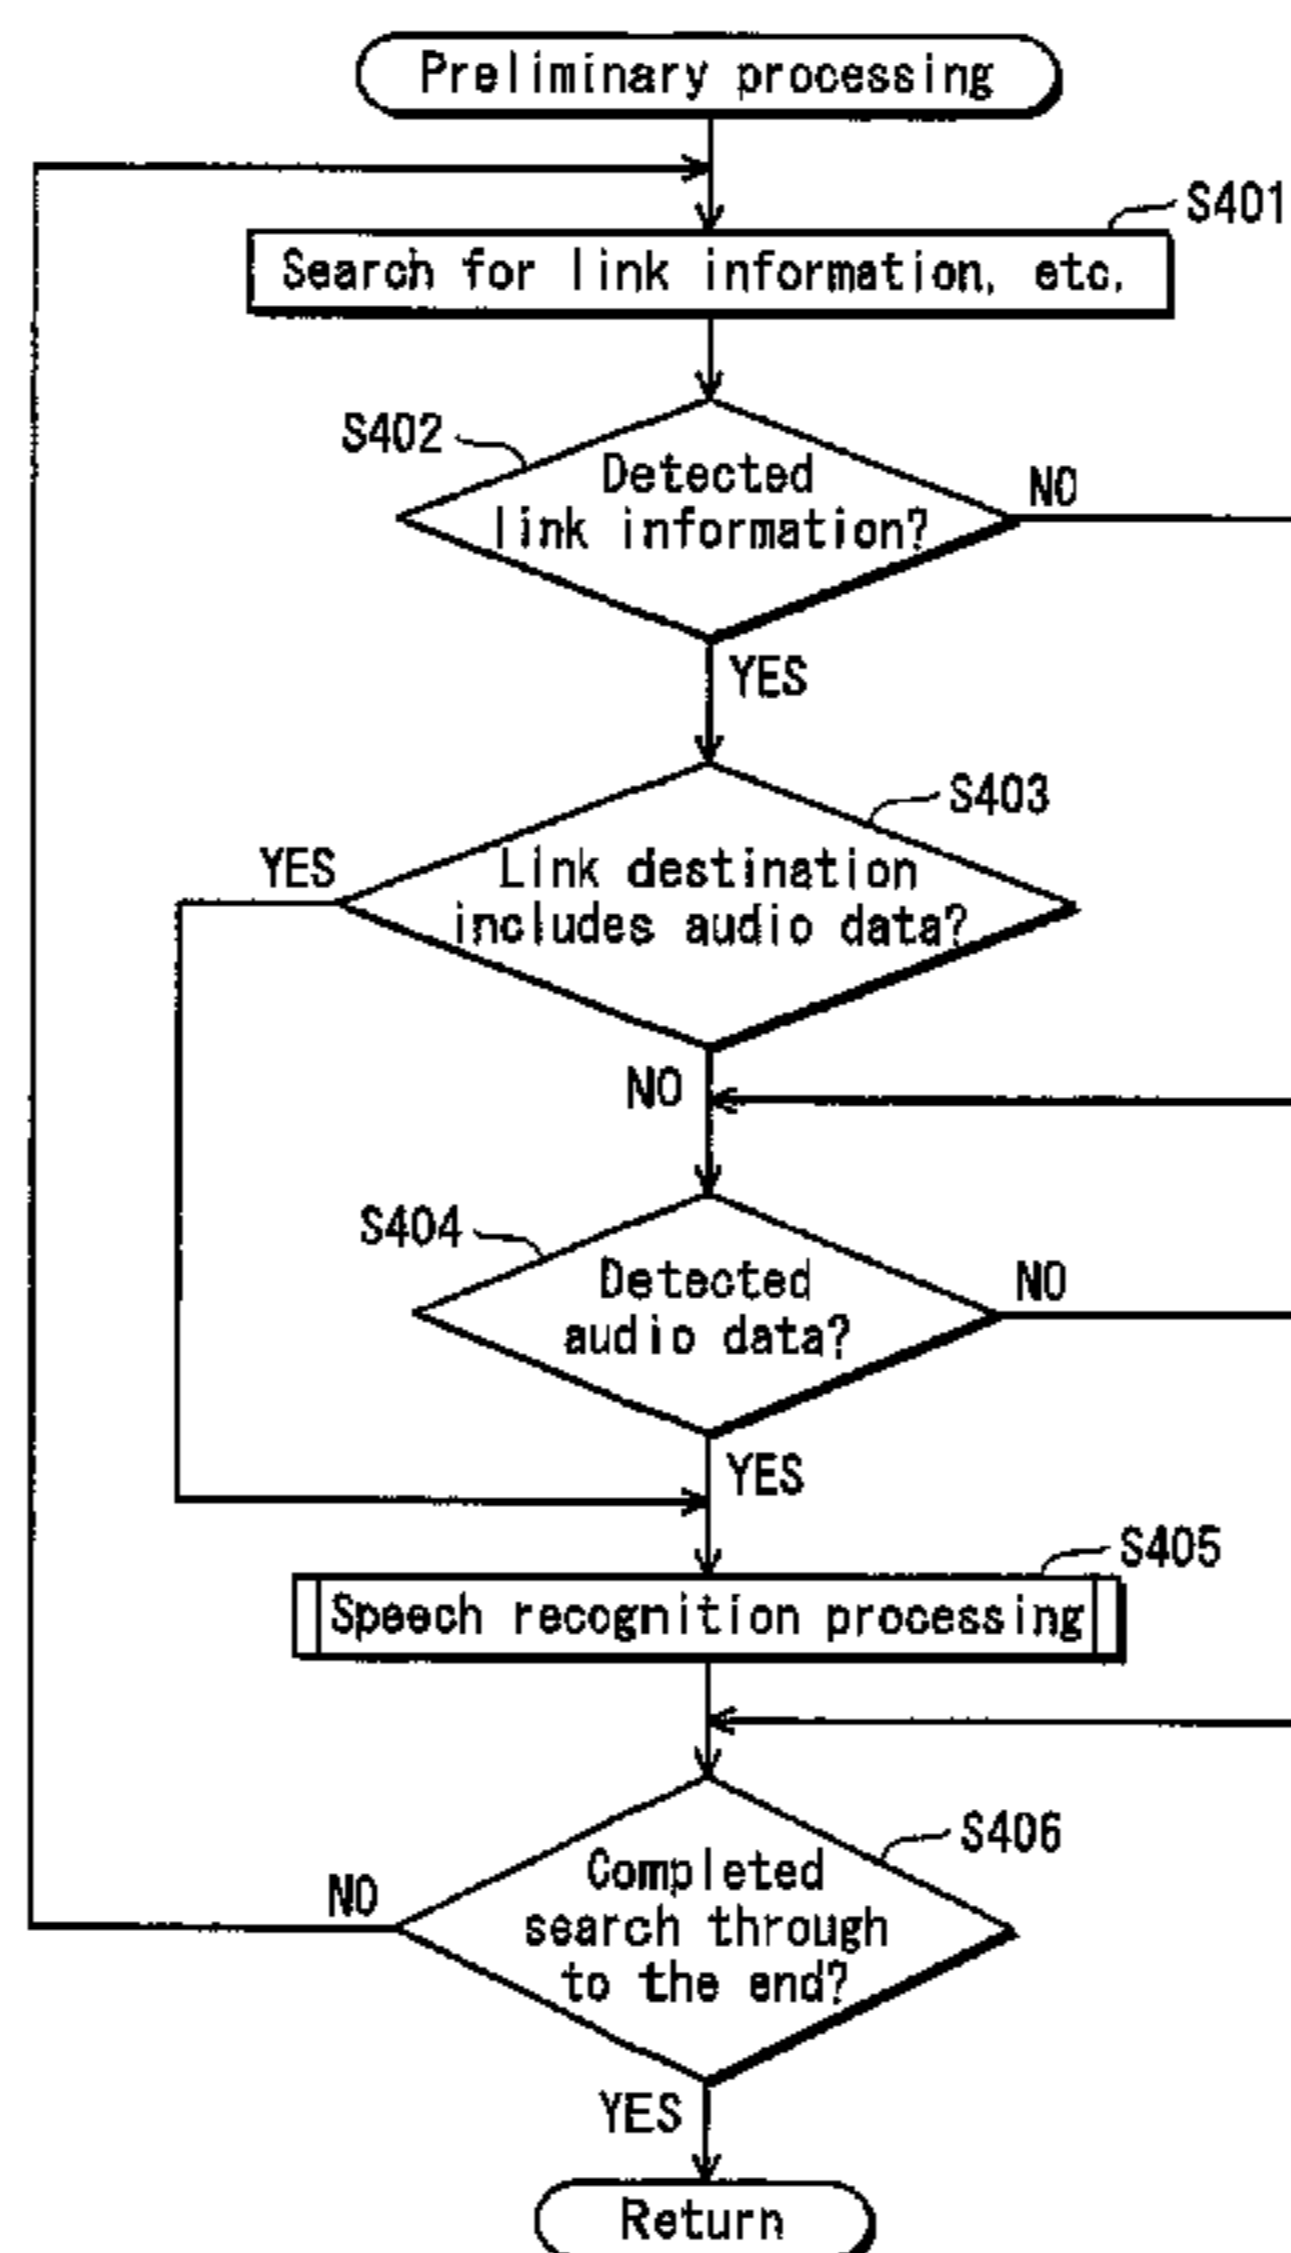 Preliminary processing
S401
Search for link information, etc.
S402
Detected
link information?
NO
YES
S403
YES
Link destination
includes audio data?
NO
S404
Detected
audio data?
NO
YES
S405
Speech recognition processing
S406
Completed
search through
to the end?
NO
YES
Return